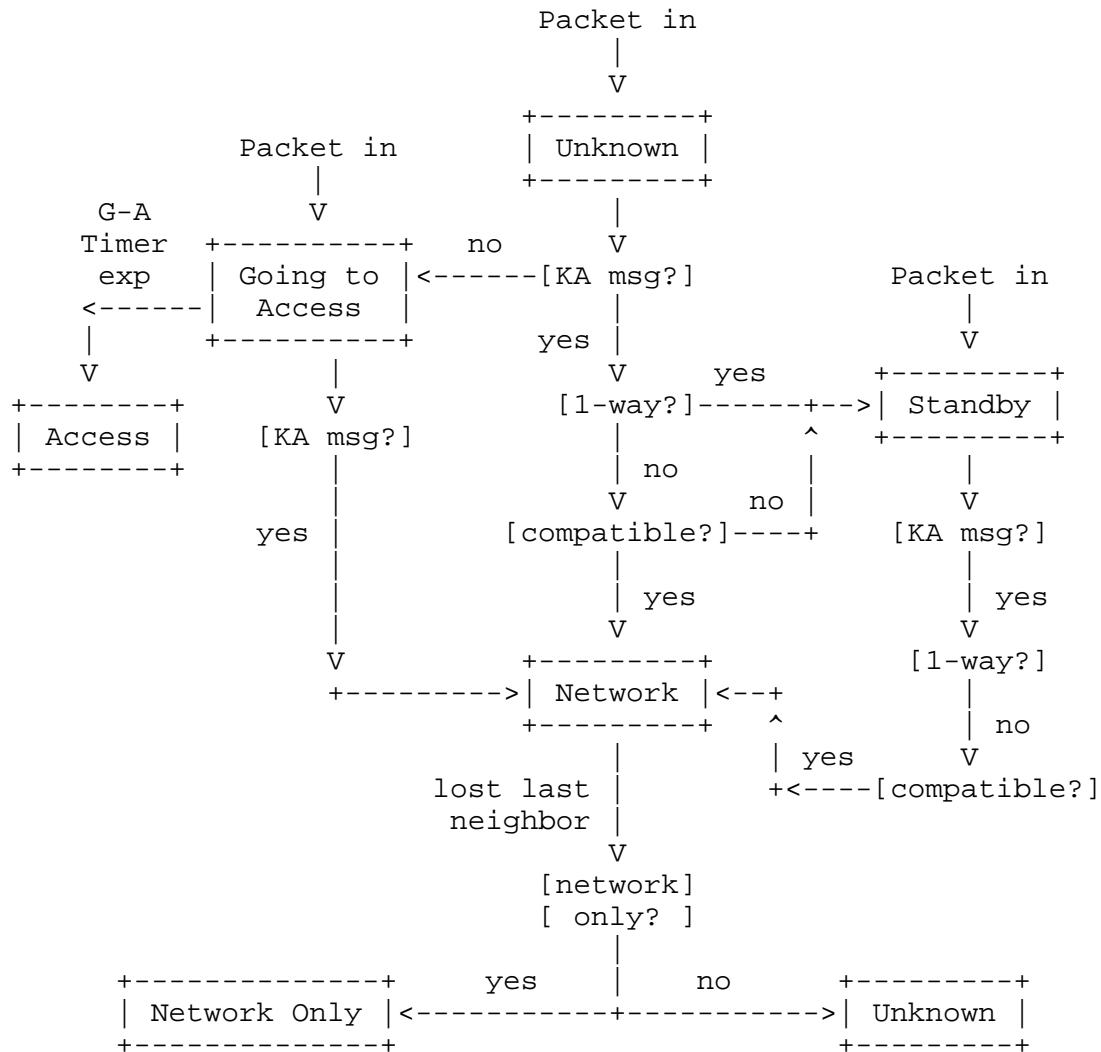 Packet in
                                     |
                                     V
                                +---------+
              Packet in         | Unknown |
                  |             +---------+
     G-A          V                  |
    Timer  +----------+   no         V
     exp   | Going to |<------[KA msg?]            Packet in
    <------|  Access  |              |                 |
    |      +----------+         yes  |                 V
    V              |                 V     yes    +---------+
+--------+         V             [1-way?]------+-->| Standby |
| Access |     [KA msg?]             |         ^  +---------+
+--------+         |                 | no      |       |
                   |                 V      no |       V
               yes |          [compatible?]----+   [KA msg?]
                   |                 |                 |
                   |                 | yes             | yes
                   |                 V                 V
                   V            +---------+         [1-way?]
                   +--------->| Network |<--+          |
                                +---------+   ^        | no
                                     |        | yes    V
                          lost last  |        +<----[compatible?]
                           neighbor  |
                                     V
                                [network]
                                [ only? ]
                                     |
       +--------------+     yes      |    no       +---------+
       | Network Only |<-------------+------------>| Unknown |
       +--------------+                            +---------+